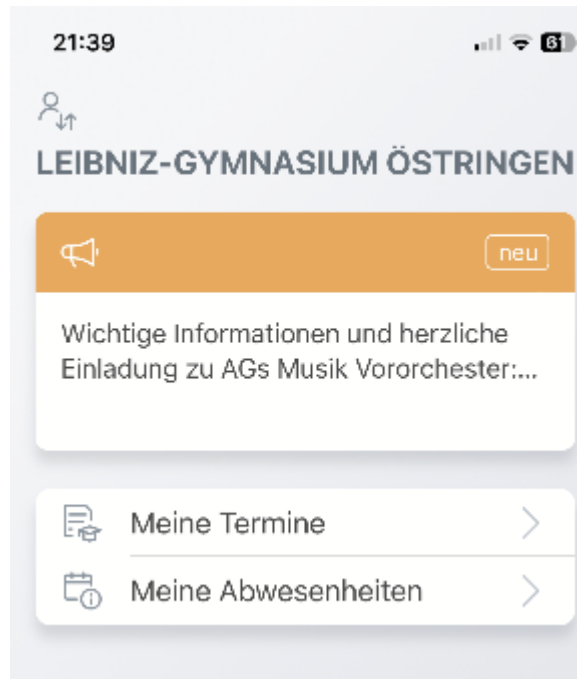 21:39
61
LEIBNIZ-GYMNASIUM ÖSTRINGEN
neu
Wichtige Informationen und herzliche
Einladung zu AGs Musik Vororchester:...
Meine Termine
Meine Abwesenheiten